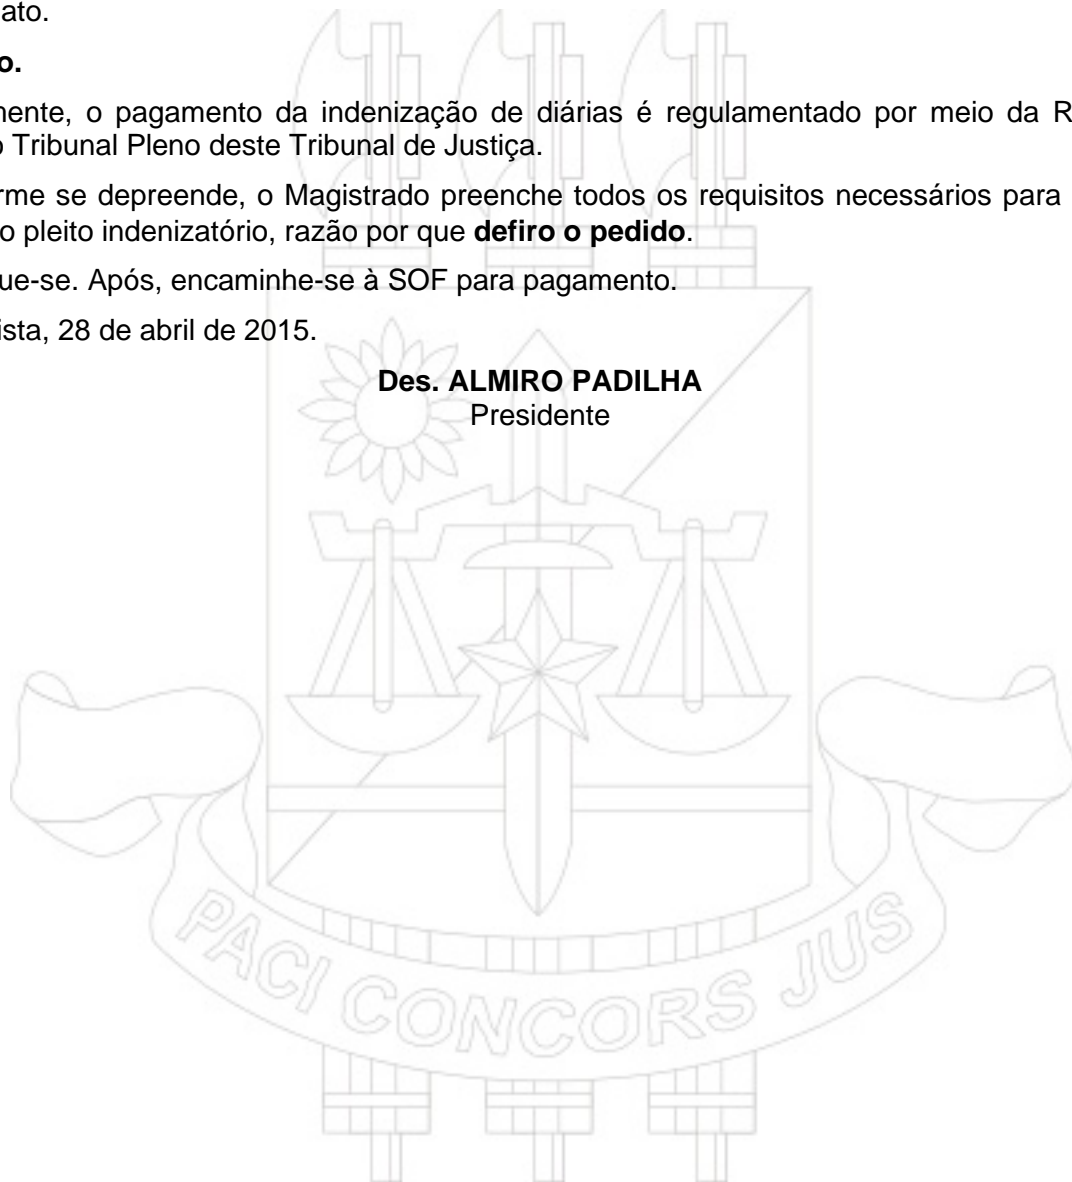 ato.
o.
mente, o pagamento da indenização de diárias é regulamentado por meio da R
o Tribunal Pleno deste Tribunal de Justiça.
rme se depreende, o Magistrado preenche todos os requisitos necessários para
o pleito indenizatório, razão por que defiro o pedido.
ue-se. Após, encaminhe-se à SOF para pagamento.
ista, 28 de abril de 2015.
Des. ALMIRO PADILHA
Presidente
PACI CONCORS JUS